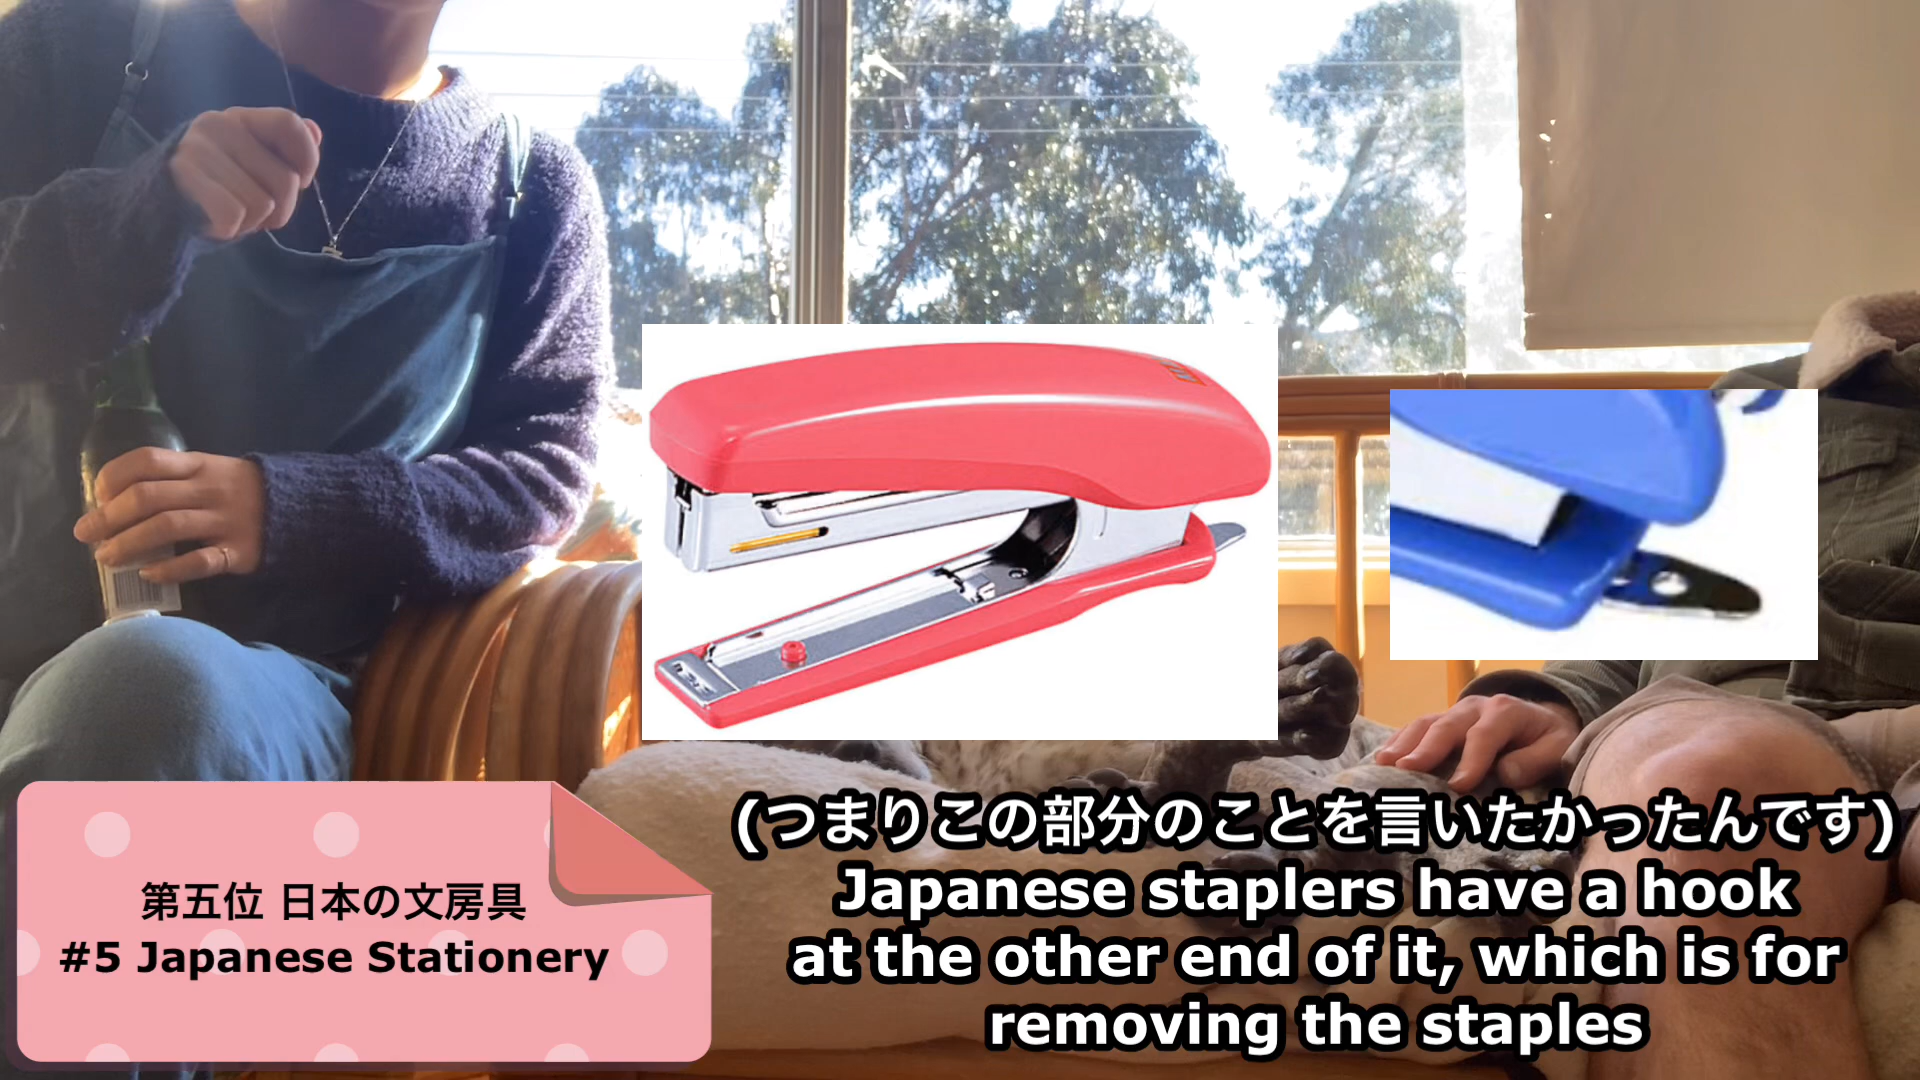 第五位 日本の文房具
#5 Japanese Stationery
(つまりこの部分のことを言いたかったんです)
Japanese staplers have a hook
at the other end of it, which is for
removing the staples